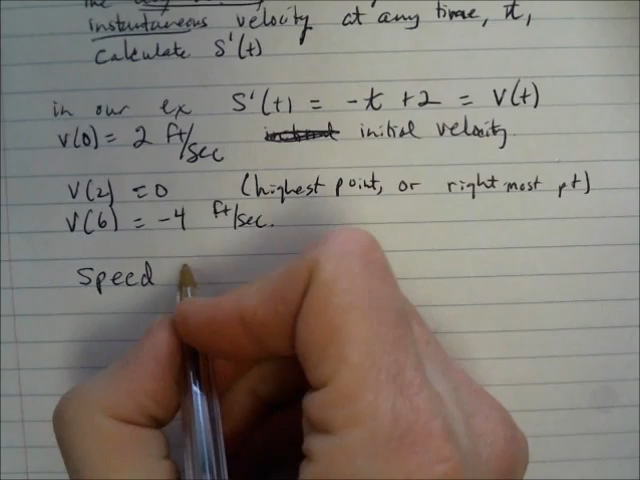 the
instantaneous velocity at any time, t,
calculate S'(t)
in our ex S'(t) = -t +2 = V(t)
V(0) = 2 ft/sec initial velocity.
V(2) = 0 (highest point, or right most pt)
V(6) = -4 ft/sec.
Speed